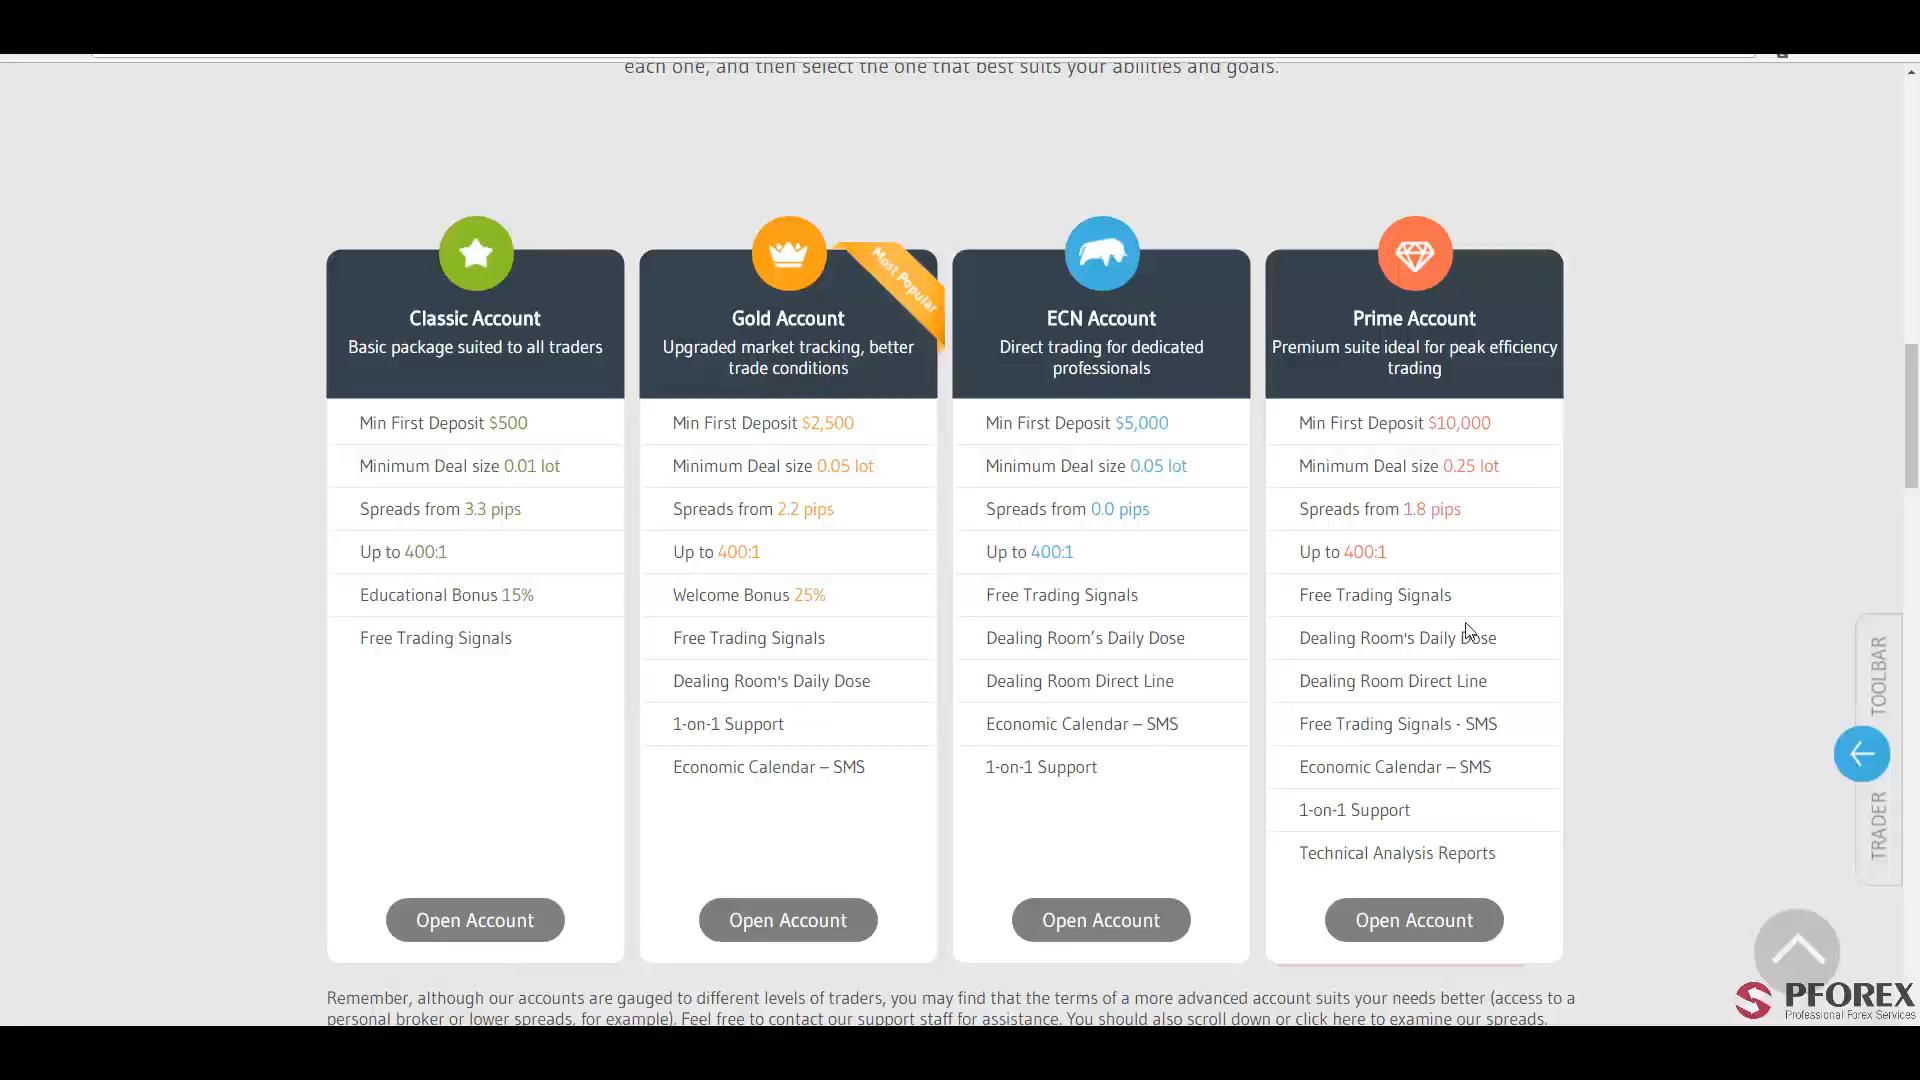 each one, and then select the one that best suits your abilities and goals.
Most Popular
Classic Account
Basic package suited to all traders
Min First Deposit $500
Minimum Deal size 0.01 lot
Spreads from 3.3 pips
Up to 400:1
Educational Bonus 15%
Free Trading Signals
Open Account
Gold Account
Upgraded market tracking, better
trade conditions
Min First Deposit $2,500
Minimum Deal size 0.05 lot
Spreads from 2.2 pips
Up to 400:1
Welcome Bonus 25%
Free Trading Signals
Dealing Room's Daily Dose
1-on-1 Support
Economic Calendar – SMS
Open Account
ECN Account
Direct trading for dedicated
professionals
Min First Deposit $5,000
Minimum Deal size 0.05 lot
Spreads from 0.0 pips
Up to 400:1
Free Trading Signals
Dealing Room’s Daily Dose
Dealing Room Direct Line
Economic Calendar – SMS
1-on-1 Support
Open Account
Prime Account
Premium suite ideal for peak efficiency
trading
Min First Deposit $10,000
Minimum Deal size 0.25 lot
Spreads from 1.8 pips
Up to 400:1
Free Trading Signals
Dealing Room's Daily Dose
Dealing Room Direct Line
Free Trading Signals - SMS
Economic Calendar – SMS
1-on-1 Support
Technical Analysis Reports
Open Account
TRADER TOOLBAR
Remember, although our accounts are gauged to different levels of traders, you may find that the terms of a more advanced account suits your needs better (access to a
personal broker or lower spreads, for example). Feel free to contact our support staff for assistance. You should also scroll down or click here to examine our spreads.
PFOREX
Professional Forex Services